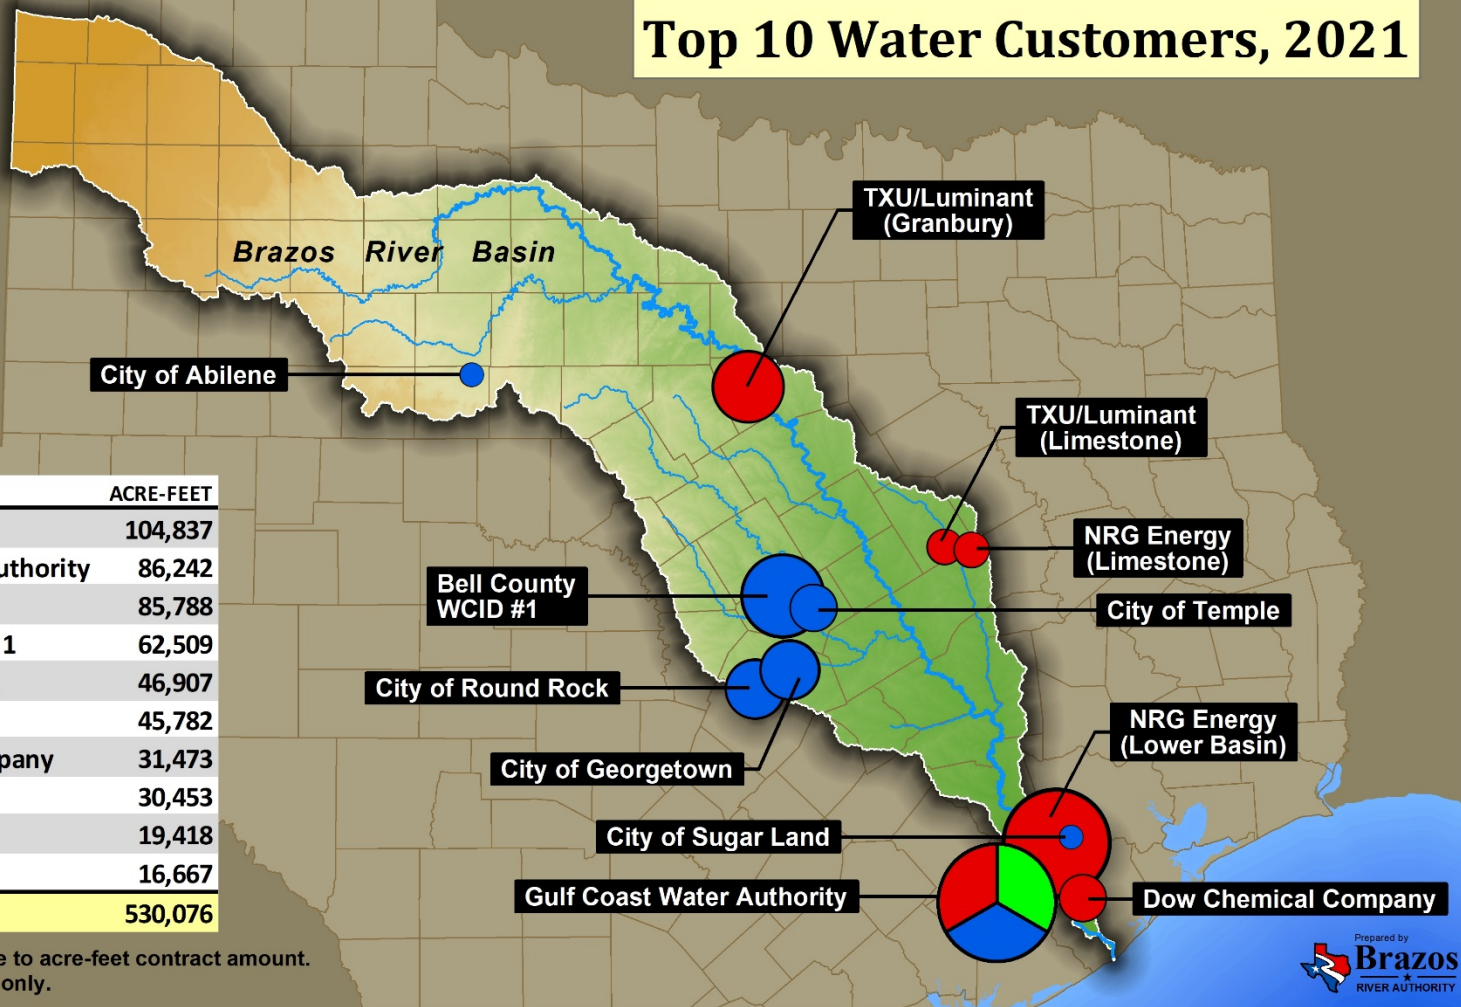 Top 10 Water Customers, 2021
TXU/Luminant
(Granbury)
Brazos River Basin
City of Abilene
TXU/Luminant
(Limestone)
NRG Energy
(Limestone)
Bell County
WCID #1
City of Temple
City of Round Rock
NRG Energy
(Lower Basin)
City of Georgetown
City of Sugar Land
Gulf Coast Water Authority
Dow Chemical Company
ACRE-FEET
104,837
uthority 86,242
85,788
1 62,509
46,907
45,782
pany 31,473
30,453
19,418
16,667
530,076
e to acre-feet contract amount.
only.
Prepared by
Brazos
RIVER AUTHORITY